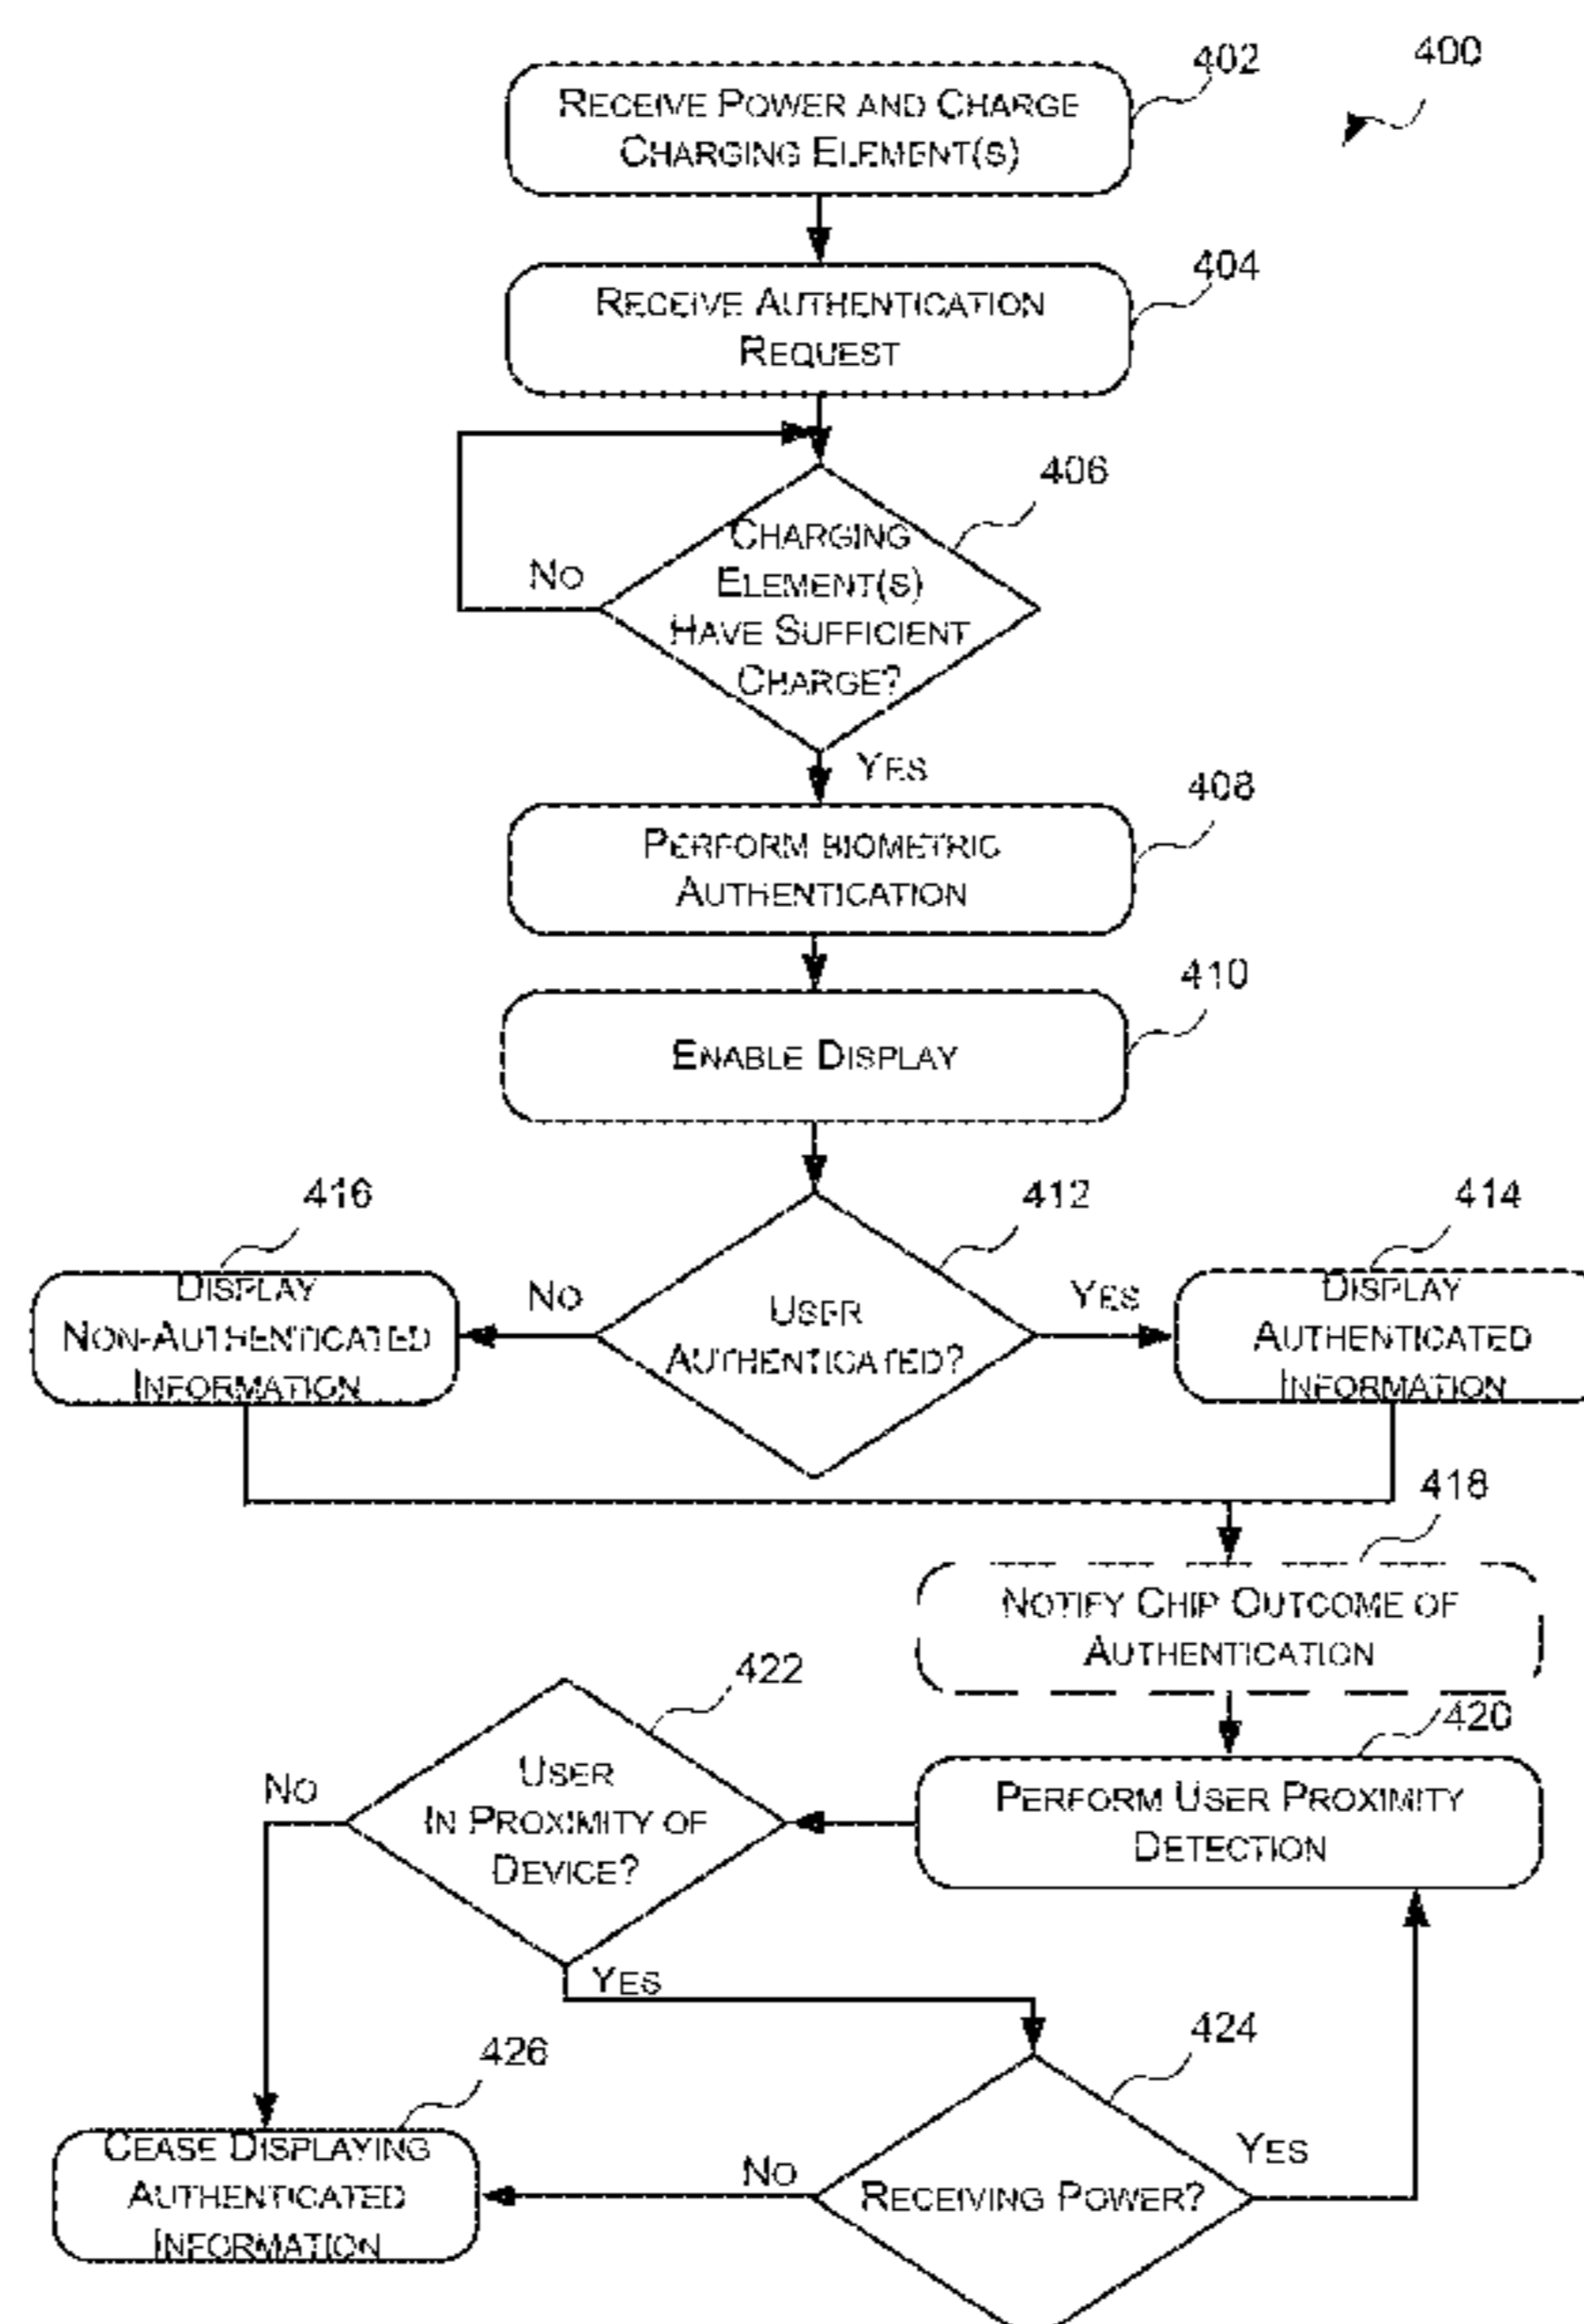 402
400
RECEIVE POWER AND CHARGE
CHARGING ELEMENT(S)
404
RECEIVE AUTHENTICATION
REQUEST
406
CHARGING
ELEMENT(S)
HAVE SUFFICIENT
CHARGE?
NO
YES
408
PERFORM BIOMETRIC
AUTHENTICATION
410
ENABLE DISPLAY
416
412
414
DISPLAY
NON-AUTHENTICATED
INFORMATION
NO
USER
AUTHENTICATED?
YES
DISPLAY
AUTHENTICATED
INFORMATION
418
NOTIFY CHIP OUTCOME OF
AUTHENTICATION
422
420
PERFORM USER PROXIMITY
DETECTION
USER
IN PROXIMITY OF
DEVICE?
NO
YES
424
426
CEASE DISPLAYING
AUTHENTICATED
INFORMATION
NO
RECEIVING POWER?
YES